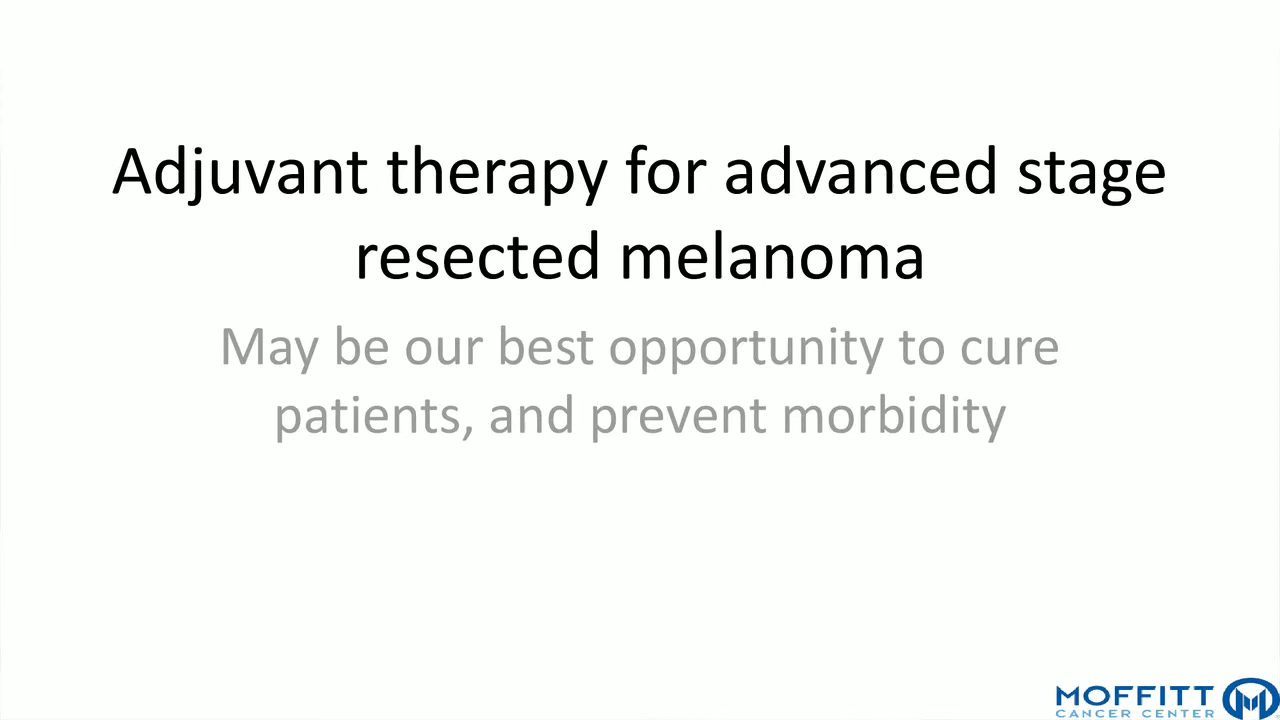 Adjuvant therapy for advanced stage
resected melanoma
May be our best opportunity to cure
patients, and prevent morbidity
MOFFITT
CANCER CENTER